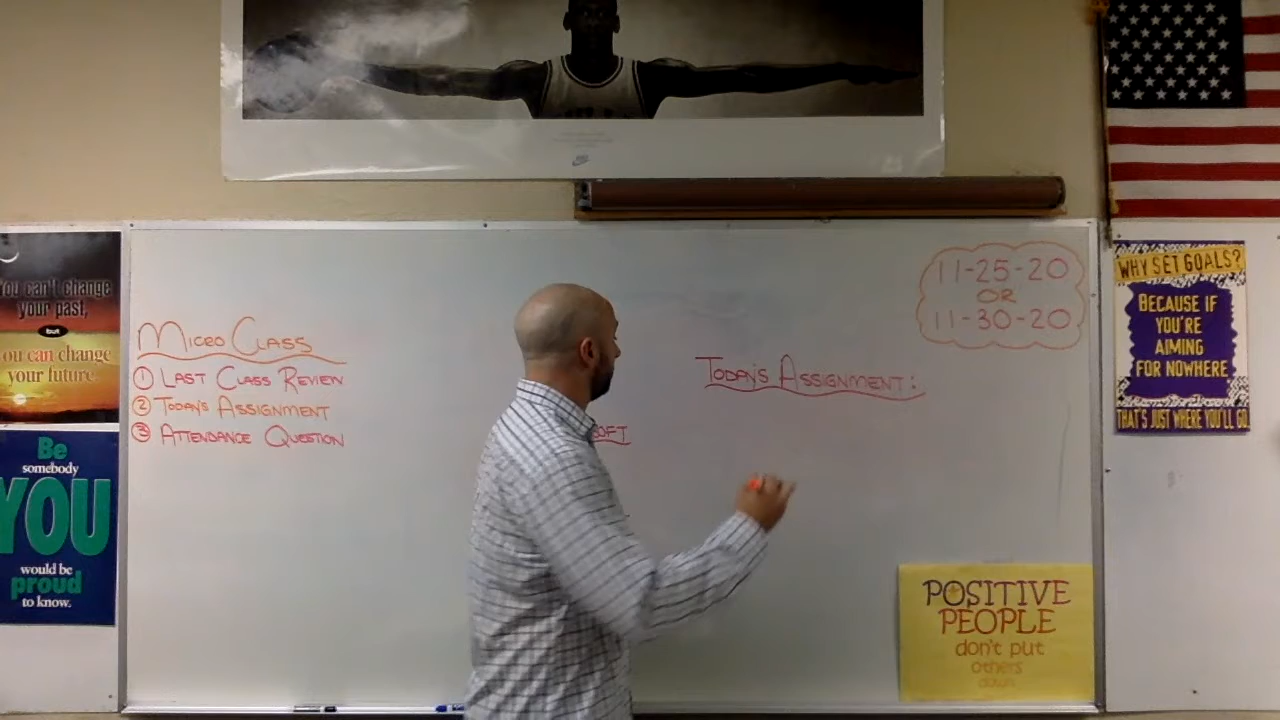 You can't change
your past,
but
you can change
your future
Be
somebody
YOU
would be
proud
to know.
MICRO CLASS
① LAST CLASS REVIEW
② TODAY'S ASSIGNMENT
③ ATTENDANCE QUESTION
TODAY'S ASSIGNMENT:
11-25-20
OR
11-30-20
WHY SET GOALS?
BECAUSE IF
YOU'RE
AIMING
FOR NOWHERE
THAT'S JUST WHERE YOU'LL GO.
POSITIVE
PEOPLE
don't put
others
down